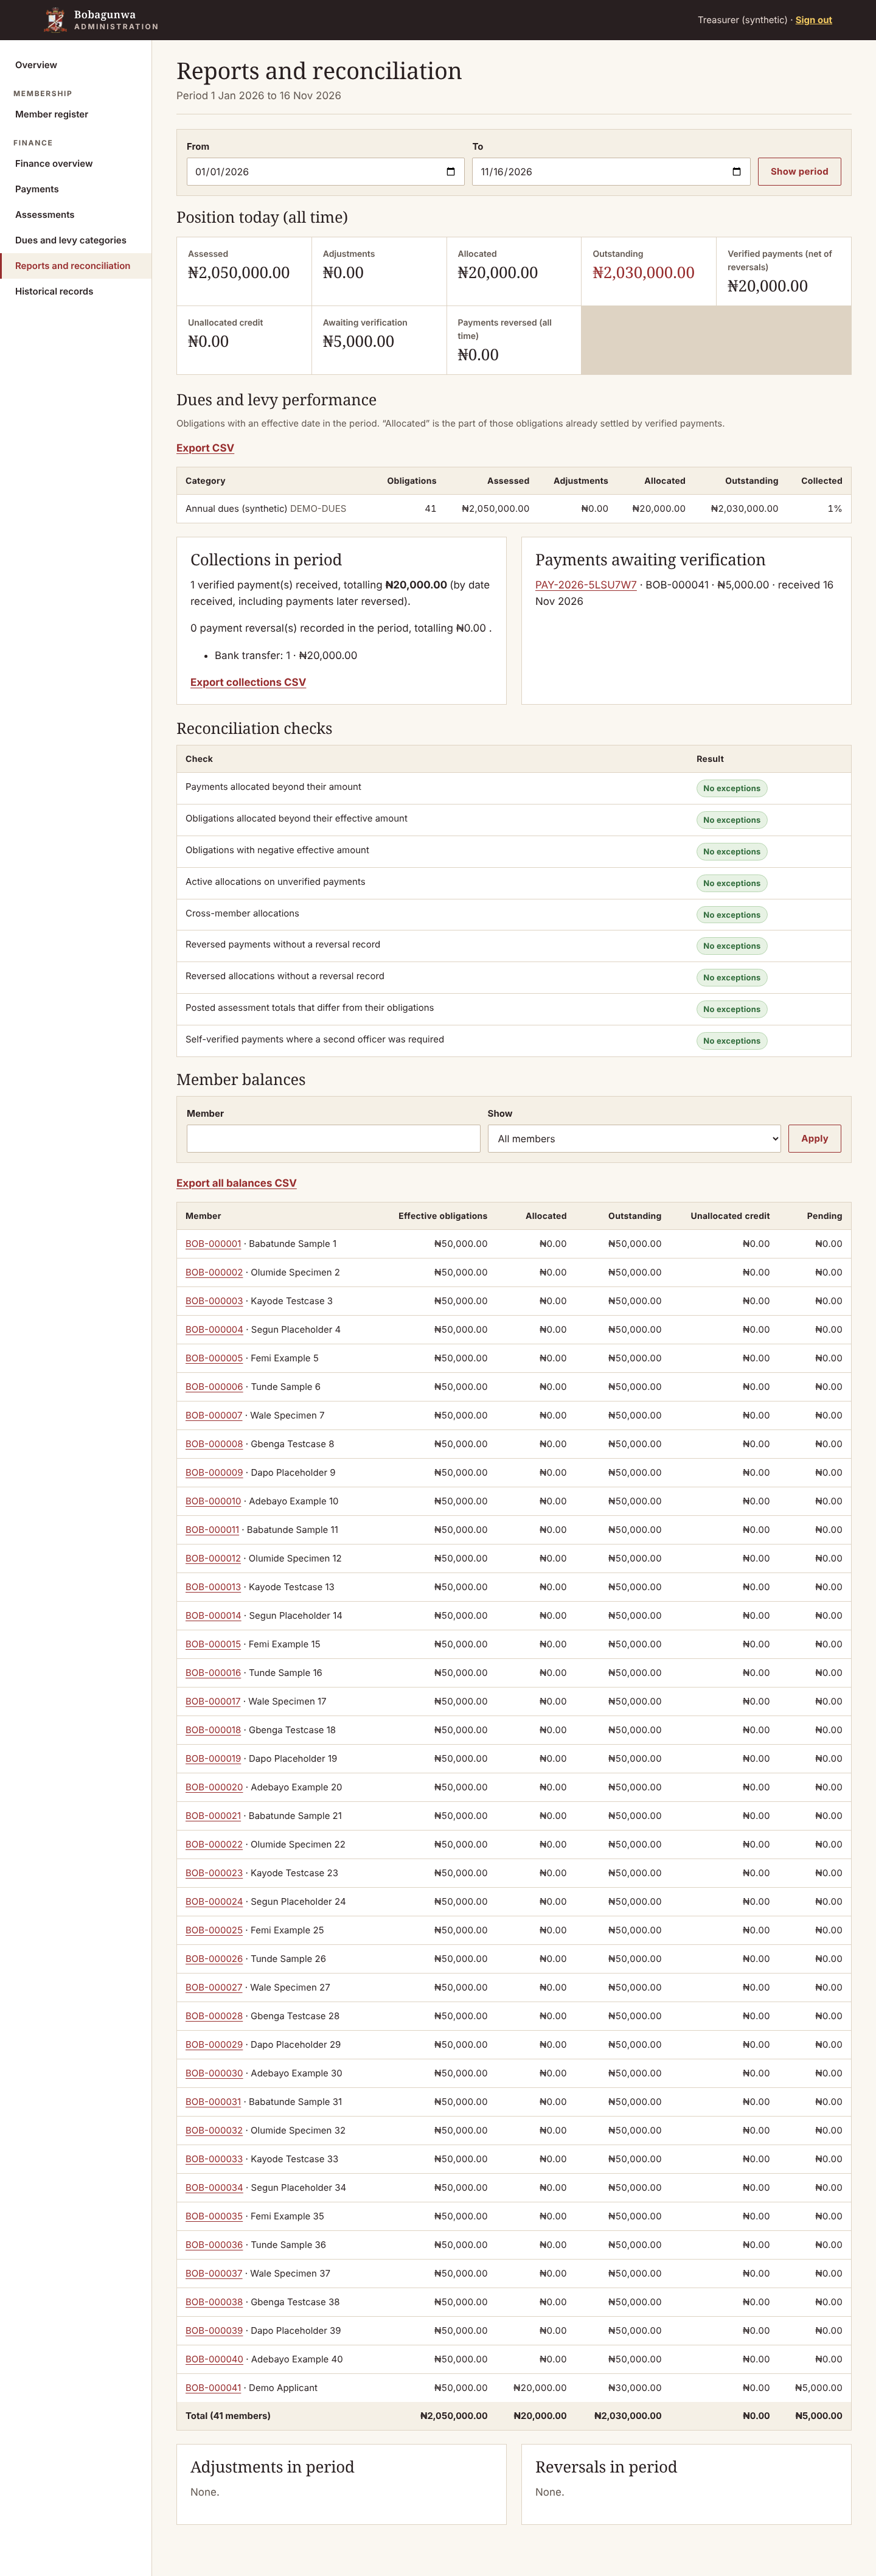 Bobagunwa
ADMINISTRATION
Treasurer (synthetic) · Sign out
Overview
MEMBERSHIP
Member register
FINANCE
Finance overview
Payments
Assessments
Dues and levy categories
Reports and reconciliation
Historical records
Reports and reconciliation
Period 1 Jan 2026 to 16 Nov 2026
From
To
01/01/2026
11/16/2026
Show period
Position today (all time)
Assessed
₦2,050,000.00
Adjustments
₦0.00
Allocated
₦20,000.00
Outstanding
₦2,030,000.00
Verified payments (net of
reversals)
₦20,000.00
Unallocated credit
₦0.00
Awaiting verification
₦5,000.00
Payments reversed (all
time)
₦0.00
Dues and levy performance
Obligations with an effective date in the period. “Allocated” is the part of those obligations already settled by verified payments.
Export CSV
Category Obligations Assessed Adjustments Allocated Outstanding Collected
Annual dues (synthetic) DEMO-DUES 41 ₦2,050,000.00 ₦0.00 ₦20,000.00 ₦2,030,000.00 1%
Collections in period
1 verified payment(s) received, totalling ₦20,000.00 (by date
received, including payments later reversed).
0 payment reversal(s) recorded in the period, totalling ₦0.00 .
• Bank transfer: 1 · ₦20,000.00
Export collections CSV
Payments awaiting verification
PAY-2026-5LSU7W7 · BOB-000041 · ₦5,000.00 · received 16
Nov 2026
Reconciliation checks
Check Result
Payments allocated beyond their amount No exceptions
Obligations allocated beyond their effective amount No exceptions
Obligations with negative effective amount No exceptions
Active allocations on unverified payments No exceptions
Cross-member allocations No exceptions
Reversed payments without a reversal record No exceptions
Reversed allocations without a reversal record No exceptions
Posted assessment totals that differ from their obligations No exceptions
Self-verified payments where a second officer was required No exceptions
Member balances
Member
Show
All members
Apply
Export all balances CSV
Member Effective obligations Allocated Outstanding Unallocated credit Pending
BOB-000001 · Babatunde Sample 1 ₦50,000.00 ₦0.00 ₦50,000.00 ₦0.00 ₦0.00
BOB-000002 · Olumide Specimen 2 ₦50,000.00 ₦0.00 ₦50,000.00 ₦0.00 ₦0.00
BOB-000003 · Kayode Testcase 3 ₦50,000.00 ₦0.00 ₦50,000.00 ₦0.00 ₦0.00
BOB-000004 · Segun Placeholder 4 ₦50,000.00 ₦0.00 ₦50,000.00 ₦0.00 ₦0.00
BOB-000005 · Femi Example 5 ₦50,000.00 ₦0.00 ₦50,000.00 ₦0.00 ₦0.00
BOB-000006 · Tunde Sample 6 ₦50,000.00 ₦0.00 ₦50,000.00 ₦0.00 ₦0.00
BOB-000007 · Wale Specimen 7 ₦50,000.00 ₦0.00 ₦50,000.00 ₦0.00 ₦0.00
BOB-000008 · Gbenga Testcase 8 ₦50,000.00 ₦0.00 ₦50,000.00 ₦0.00 ₦0.00
BOB-000009 · Dapo Placeholder 9 ₦50,000.00 ₦0.00 ₦50,000.00 ₦0.00 ₦0.00
BOB-000010 · Adebayo Example 10 ₦50,000.00 ₦0.00 ₦50,000.00 ₦0.00 ₦0.00
BOB-000011 · Babatunde Sample 11 ₦50,000.00 ₦0.00 ₦50,000.00 ₦0.00 ₦0.00
BOB-000012 · Olumide Specimen 12 ₦50,000.00 ₦0.00 ₦50,000.00 ₦0.00 ₦0.00
BOB-000013 · Kayode Testcase 13 ₦50,000.00 ₦0.00 ₦50,000.00 ₦0.00 ₦0.00
BOB-000014 · Segun Placeholder 14 ₦50,000.00 ₦0.00 ₦50,000.00 ₦0.00 ₦0.00
BOB-000015 · Femi Example 15 ₦50,000.00 ₦0.00 ₦50,000.00 ₦0.00 ₦0.00
BOB-000016 · Tunde Sample 16 ₦50,000.00 ₦0.00 ₦50,000.00 ₦0.00 ₦0.00
BOB-000017 · Wale Specimen 17 ₦50,000.00 ₦0.00 ₦50,000.00 ₦0.00 ₦0.00
BOB-000018 · Gbenga Testcase 18 ₦50,000.00 ₦0.00 ₦50,000.00 ₦0.00 ₦0.00
BOB-000019 · Dapo Placeholder 19 ₦50,000.00 ₦0.00 ₦50,000.00 ₦0.00 ₦0.00
BOB-000020 · Adebayo Example 20 ₦50,000.00 ₦0.00 ₦50,000.00 ₦0.00 ₦0.00
BOB-000021 · Babatunde Sample 21 ₦50,000.00 ₦0.00 ₦50,000.00 ₦0.00 ₦0.00
BOB-000022 · Olumide Specimen 22 ₦50,000.00 ₦0.00 ₦50,000.00 ₦0.00 ₦0.00
BOB-000023 · Kayode Testcase 23 ₦50,000.00 ₦0.00 ₦50,000.00 ₦0.00 ₦0.00
BOB-000024 · Segun Placeholder 24 ₦50,000.00 ₦0.00 ₦50,000.00 ₦0.00 ₦0.00
BOB-000025 · Femi Example 25 ₦50,000.00 ₦0.00 ₦50,000.00 ₦0.00 ₦0.00
BOB-000026 · Tunde Sample 26 ₦50,000.00 ₦0.00 ₦50,000.00 ₦0.00 ₦0.00
BOB-000027 · Wale Specimen 27 ₦50,000.00 ₦0.00 ₦50,000.00 ₦0.00 ₦0.00
BOB-000028 · Gbenga Testcase 28 ₦50,000.00 ₦0.00 ₦50,000.00 ₦0.00 ₦0.00
BOB-000029 · Dapo Placeholder 29 ₦50,000.00 ₦0.00 ₦50,000.00 ₦0.00 ₦0.00
BOB-000030 · Adebayo Example 30 ₦50,000.00 ₦0.00 ₦50,000.00 ₦0.00 ₦0.00
BOB-000031 · Babatunde Sample 31 ₦50,000.00 ₦0.00 ₦50,000.00 ₦0.00 ₦0.00
BOB-000032 · Olumide Specimen 32 ₦50,000.00 ₦0.00 ₦50,000.00 ₦0.00 ₦0.00
BOB-000033 · Kayode Testcase 33 ₦50,000.00 ₦0.00 ₦50,000.00 ₦0.00 ₦0.00
BOB-000034 · Segun Placeholder 34 ₦50,000.00 ₦0.00 ₦50,000.00 ₦0.00 ₦0.00
BOB-000035 · Femi Example 35 ₦50,000.00 ₦0.00 ₦50,000.00 ₦0.00 ₦0.00
BOB-000036 · Tunde Sample 36 ₦50,000.00 ₦0.00 ₦50,000.00 ₦0.00 ₦0.00
BOB-000037 · Wale Specimen 37 ₦50,000.00 ₦0.00 ₦50,000.00 ₦0.00 ₦0.00
BOB-000038 · Gbenga Testcase 38 ₦50,000.00 ₦0.00 ₦50,000.00 ₦0.00 ₦0.00
BOB-000039 · Dapo Placeholder 39 ₦50,000.00 ₦0.00 ₦50,000.00 ₦0.00 ₦0.00
BOB-000040 · Adebayo Example 40 ₦50,000.00 ₦0.00 ₦50,000.00 ₦0.00 ₦0.00
BOB-000041 · Demo Applicant ₦50,000.00 ₦20,000.00 ₦30,000.00 ₦0.00 ₦5,000.00
Total (41 members) ₦2,050,000.00 ₦20,000.00 ₦2,030,000.00 ₦0.00 ₦5,000.00
Adjustments in period
None.
Reversals in period
None.